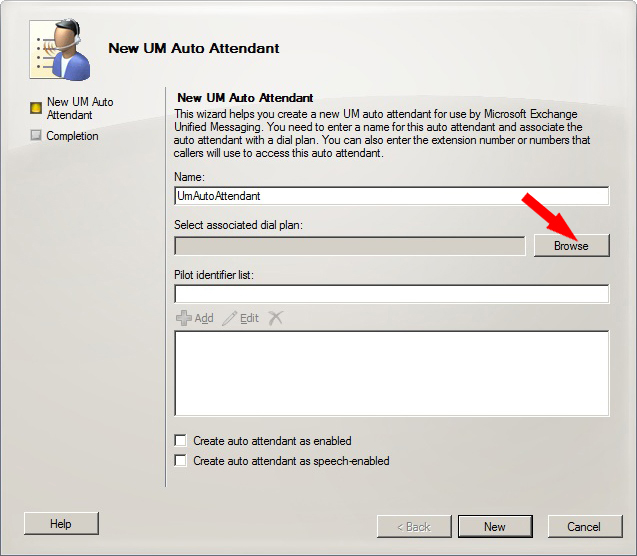 New UM Auto Attendant
New UM Auto
Attendant
Completion
New UM Auto Attendant
This wizard helps you create a new UM auto attendant for use by Microsoft Exchange
Unified Messaging. You need to enter a name for this auto attendant and associate the
auto attendant with a dial plan. You can also enter the extension number or numbers that
callers will use to access this auto attendant.
Name:
UmAutoAttendant
Select associated dial plan:
Browse
Pilot identifier list:
Add Edit
Create auto attendant as enabled
Create auto attendant as speech-enabled
Help
< Back
New
Cancel